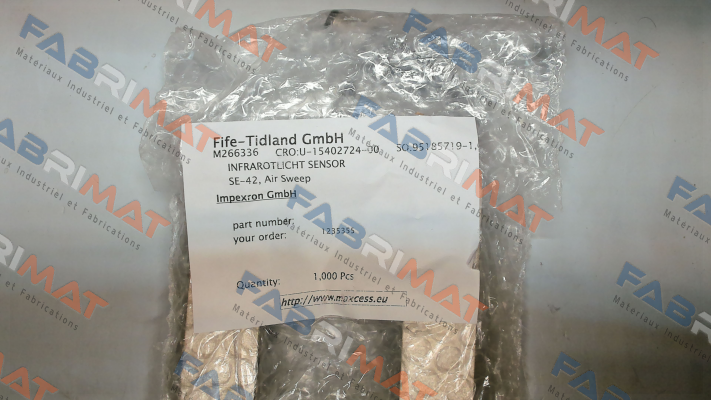 Fife-Tidland GmbH
M266336 CRO:U-15402724-00 SO:95185719-1,
INFRAROTLICHT SENSOR
SE-42, Air Sweep
Impexron GmbH
part number:
your order: 1235355
Quantity: 1,000 Pcs
http://www.maxcess.eu
FABRIMAT
Materiaux Industriel et Fabrications